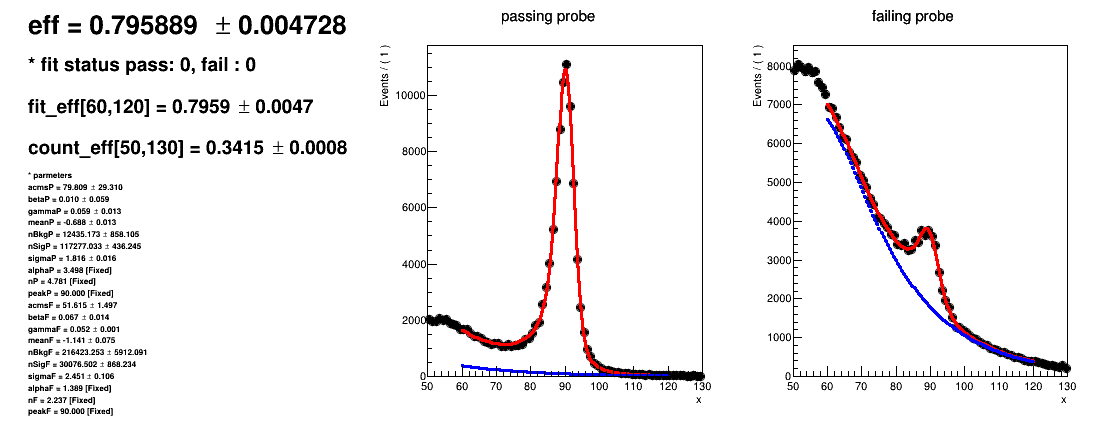 eff = 0.795889 ± 0.004728
* fit status pass: 0, fail : 0
fit_eff[60,120] = 0.7959 ± 0.0047
count_eff[50,130] = 0.3415 ± 0.0008
* parmeters
acmsP = 79.809 ± 29.310
betaP = 0.010 ± 0.059
gammaP = 0.059 ± 0.013
meanP = -0.688 ± 0.013
nBkgP = 12435.173 ± 858.105
nSigP = 117277.033 ± 436.245
sigmaP = 1.816 ± 0.016
alphaP = 3.498 [Fixed]
nP = 4.781 [Fixed]
peakP = 90.000 [Fixed]
acmsF = 51.615 ± 1.497
betaF = 0.067 ± 0.014
gammaF = 0.052 ± 0.001
meanF = -1.141 ± 0.075
nBkgF = 216423.253 ± 5912.091
nSigF = 30076.502 ± 868.234
sigmaF = 2.451 ± 0.106
alphaF = 1.389 [Fixed]
nF = 2.237 [Fixed]
peakF = 90.000 [Fixed]
passing probe
Events / ( 1 )
10000
8000
6000
4000
2000
0
50 60 70 80 90 100 110 120 130
x
failing probe
Events / ( 1 )
8000
7000
6000
5000
4000
3000
2000
1000
0
50 60 70 80 90 100 110 120 130
x